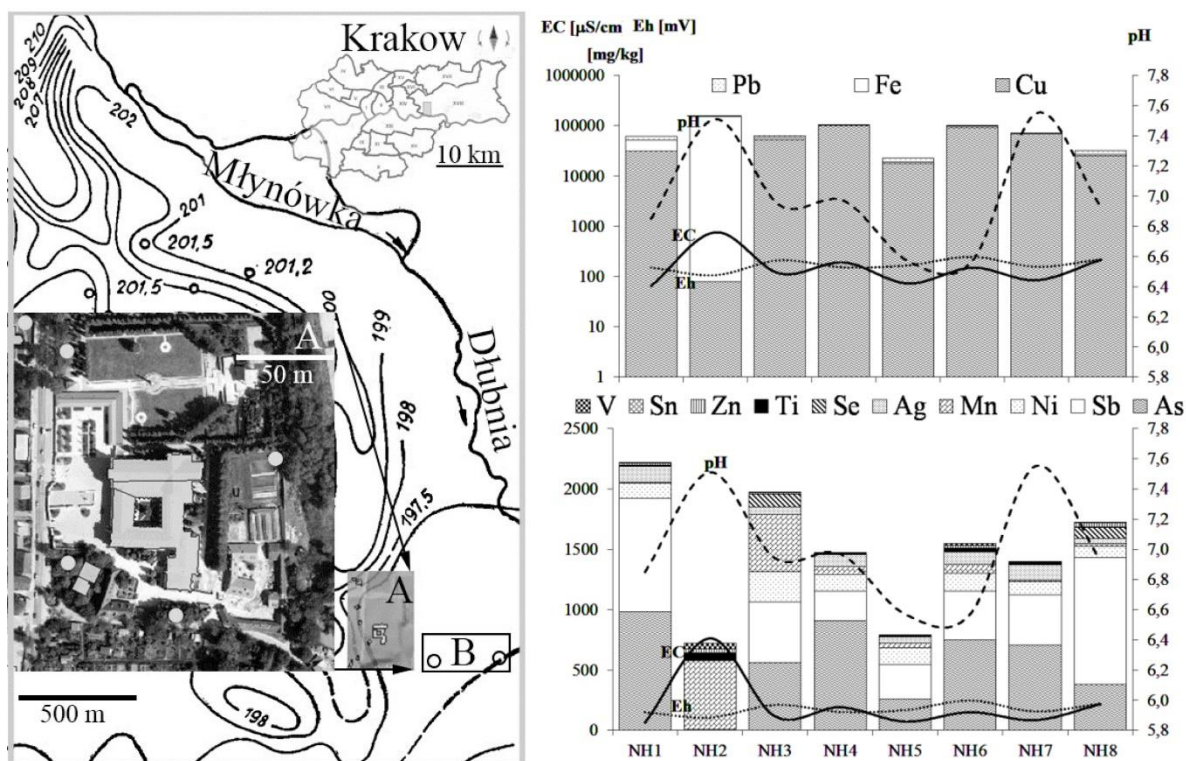 Krakow
10 km
210
209
208
207
202
Młynówka
201
201,5
201,2
201,5
199
198
Dłubnia
197,5
A
50 m
A
B
500 m
198
EC [µS/cm Eh [mV]
[mg/kg]
pH
Pb Fe Cu
1000000
100000
10000
1000
100
10
1
pH
EC
Eh
7,8
7,6
7,4
7,2
7,0
6,8
6,6
6,4
6,2
6,0
5,8
V Sn Zn Ti Se Ag Mn Ni Sb As
2500
2000
1500
1000
500
0
pH
EC
Eh
7,8
7,6
7,4
7,2
7,0
6,8
6,6
6,4
6,2
6,0
5,8
NH1 NH2 NH3 NH4 NH5 NH6 NH7 NH8